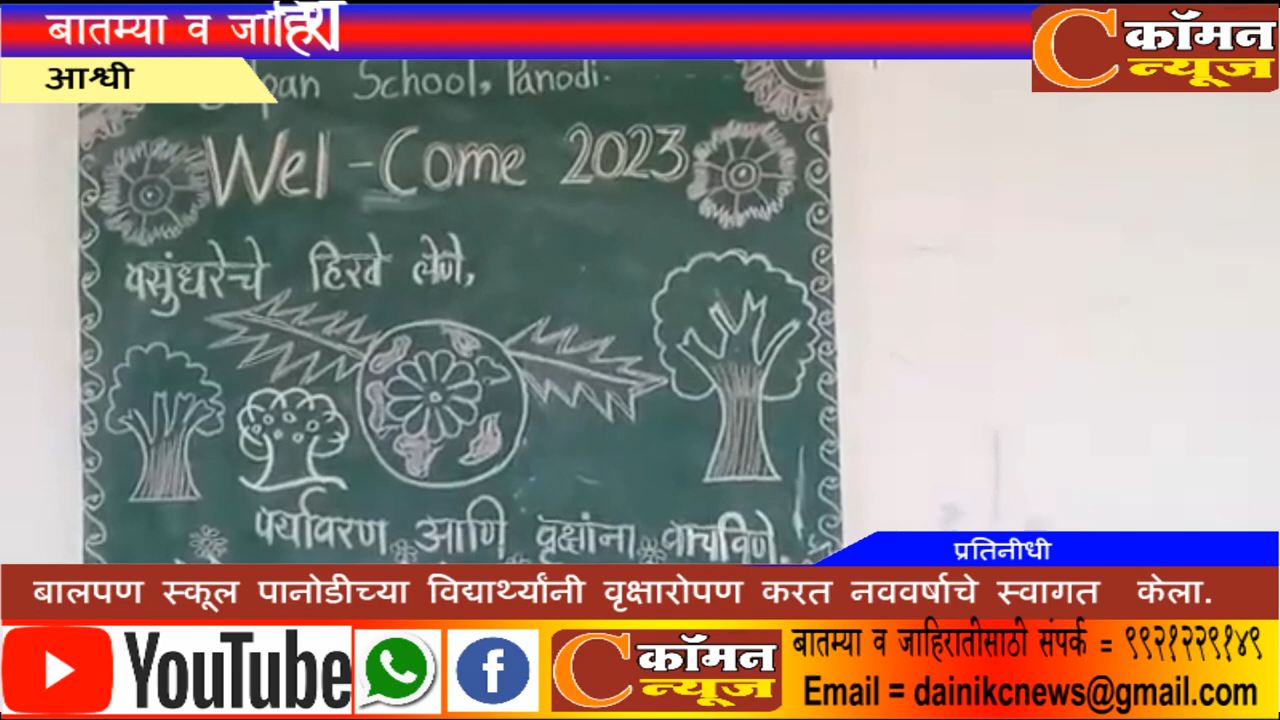 बातम्या व जाहिरा
कॉमन
न्यूज
आश्वी
School, Panodi.
Wel-Come 2023
वसुंधरेचे हिरवे लेणे,
पर्यावरण आणि वृक्षांना वाचविणे.
प्रतिनीधी
बालपण स्कूल पानोडीच्या विद्यार्थ्यांनी वृक्षारोपण करत नववर्षाचे स्वागत केला.
YouTube
कॉमन
न्यूज
बातम्या व जाहिरातीसाठी संपर्क = ९९२१२२९१४९
Email = dainikcnews@gmail.com